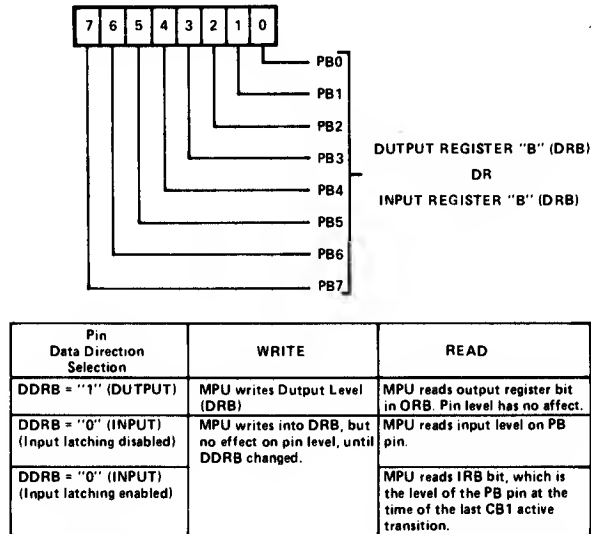 7 6 5 4 3 2 1 0
PB0
PB1
PB2
PB3
PB4
PB5
PB6
PB7
DUTPUT REGISTER "B" (DRB)
DR
INPUT REGISTER "B" (DRB)
Pin
Data Direction
Selection
WRITE
READ
DDRB = "1" (DUTPUT)
MPU writes Output Level
(DRB)
MPU reads output register bit
in ORB. Pin level has no affect.
DDRB = "0" (INPUT)
(Input latching disabled)
MPU writes into DRB, but
no effect on pin level, until
DDRB changed.
MPU reads input level on PB
pin.
DDRB = "0" (INPUT)
(Input latching enabled)
MPU reads IRB bit, which is
the level of the PB pin at the
time of the last CB1 active
transition.